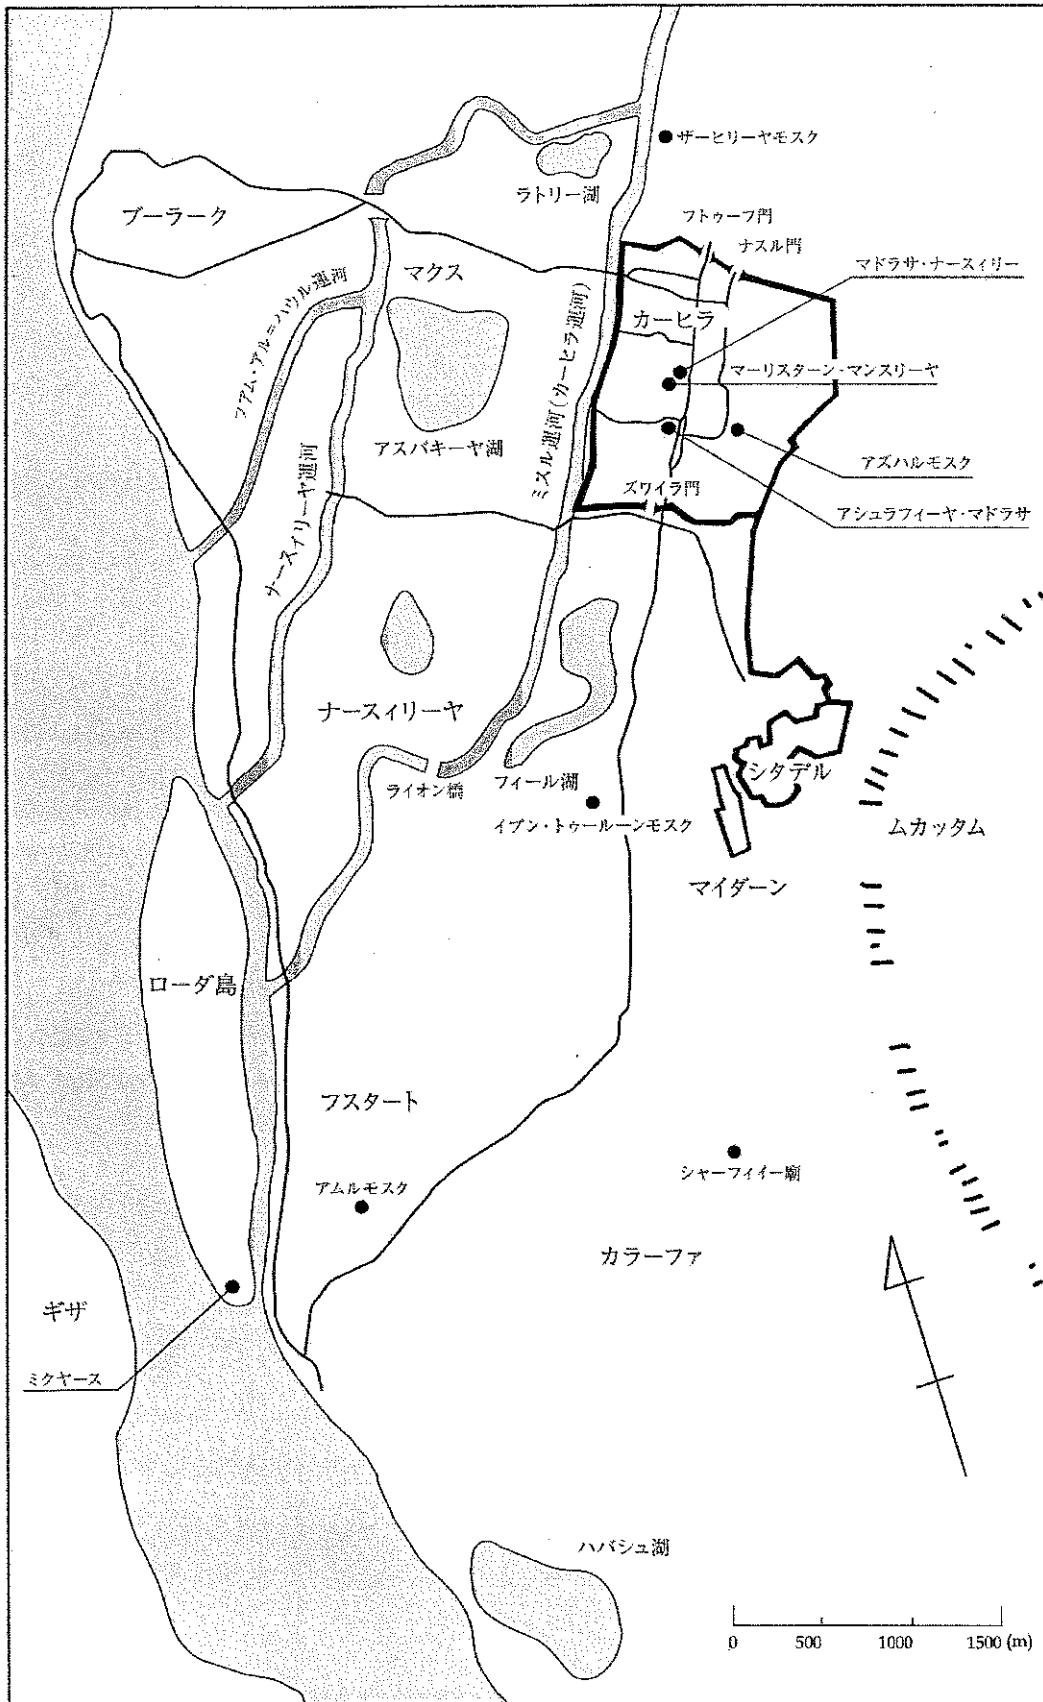 ザーヒリーヤモスク
ラトリー湖
ブーラーク
フトゥーフ門
ナスル門
マドラサ・ナースィリー
マクス
ファム・アル＝ハウル運河
カーヒラ
マーリスターン・マンスリーヤ
ミスル運河(カーヒラ運河)
アズバキーヤ湖
アズハルモスク
ナースィリーヤ運河
ズワイラ門
アシュラフィーヤ・マドラサ
ナースィリーヤ
ライオン橋
フィール湖
シタデル
イブン・トゥールーンモスク
ムカッタム
マイダーン
ローダ島
フスタート
シャーフィイー廟
アムルモスク
カラーファ
ギザ
ミクヤース
ハバシュ湖
0 500 1000 1500 (m)